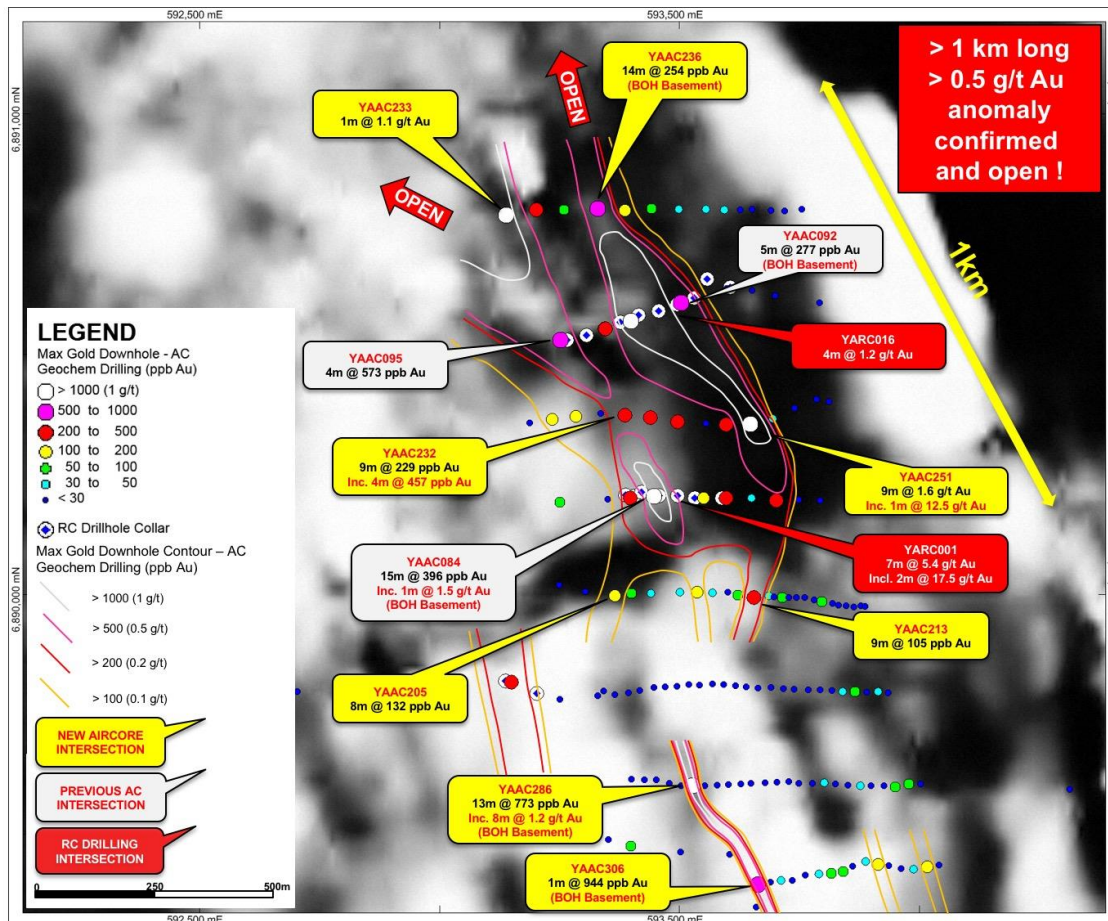 592,500 mE
593,500 mE
6,891,000 mN
6,890,000 mN
> 1 km long
> 0.5 g/t Au
anomaly
confirmed
and open !
YAAC236
14m @ 254 ppb Au
(BOH Basement)
OPEN
YAAC233
1m @ 1.1 g/t Au
OPEN
1km
YAAC092
5m @ 277 ppb Au
(BOH Basement)
YARC016
4m @ 1.2 g/t Au
YAAC095
4m @ 573 ppb Au
YAAC232
9m @ 229 ppb Au
Inc. 4m @ 457 ppb Au
YAAC251
9m @ 1.6 g/t Au
Inc. 1m @ 12.5 g/t Au
YAAC084
15m @ 396 ppb Au
Inc. 1m @ 1.5 g/t Au
(BOH Basement)
YARC001
7m @ 5.4 g/t Au
Incl. 2m @ 17.5 g/t Au
YAAC213
9m @ 105 ppb Au
YAAC205
8m @ 132 ppb Au
YAAC286
13m @ 773 ppb Au
Inc. 8m @ 1.2 g/t Au
(BOH Basement)
YAAC306
1m @ 944 ppb Au
(BOH Basement)
LEGEND
Max Gold Downhole - AC
Geochem Drilling (ppb Au)
> 1000 (1 g/t)
500 to 1000
200 to 500
100 to 200
50 to 100
30 to 50
< 30
RC Drillhole Collar
Max Gold Downhole Contour – AC
Geochem Drilling (ppb Au)
> 1000 (1 g/t)
> 500 (0.5 g/t)
> 200 (0.2 g/t)
> 100 (0.1 g/t)
NEW AIRCORE
INTERSECTION
PREVIOUS AC
INTERSECTION
RC DRILLING
INTERSECTION
0 250 500m
592,500 mE
593,500 mE